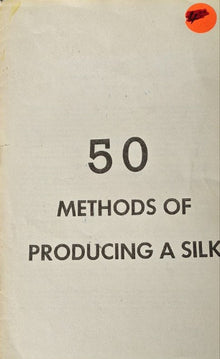 50
METHODS OF
PRODUCING A SILK